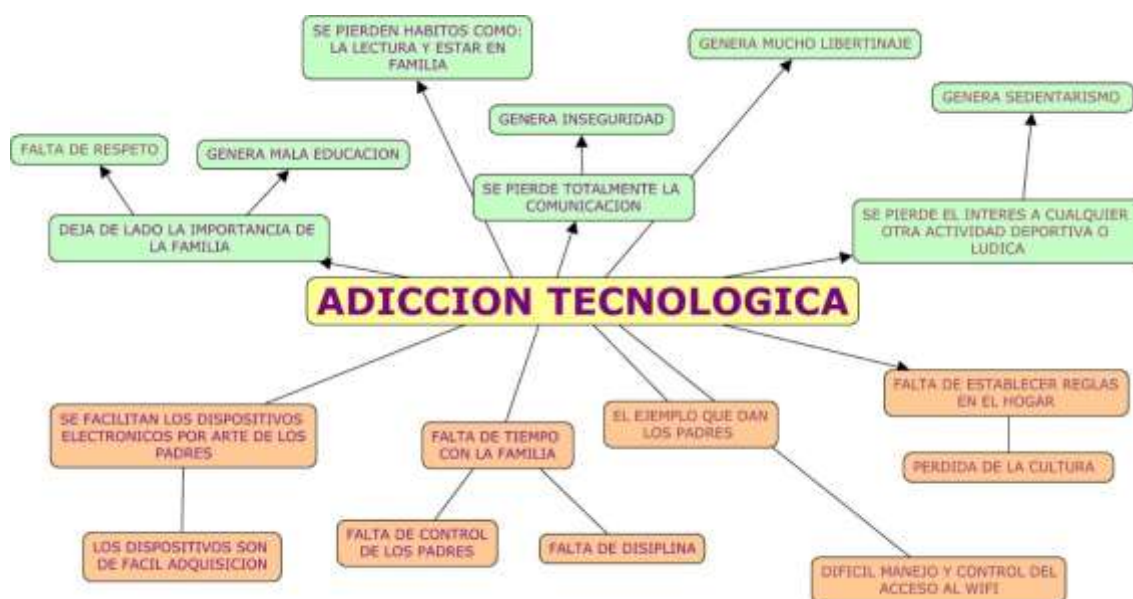 SE PIERDEN HABITOS COMO:
LA LECTURA Y ESTAR EN
FAMILIA
GENERA MUCHO LIBERTINAJE
GENERA SEDENTARISMO
GENERA INSEGURIDAD
FALTA DE RESPETO
GENERA MALA EDUCACION
SE PIERDE TOTALMENTE LA
COMUNICACION
DEJA DE LADO LA IMPORTANCIA DE
LA FAMILIA
SE PIERDE EL INTERES A CUALQUIER
OTRA ACTIVIDAD DEPORTIVA O
LUDICA
ADICCION TECNOLOGICA
SE FACILITAN LOS DISPOSITIVOS
ELECTRONICOS POR ARTE DE LOS
PADRES
FALTA DE TIEMPO
CON LA FAMILIA
EL EJEMPLO QUE DAN
LOS PADRES
FALTA DE ESTABLECER REGLAS
EN EL HOGAR
PERDIDA DE LA CULTURA
LOS DISPOSITIVOS SON
DE FACIL ADQUISICION
FALTA DE CONTROL
DE LOS PADRES
FALTA DE DISIPLINA
DIFICIL MANEJO Y CONTROL DEL
ACCESO AL WIFI